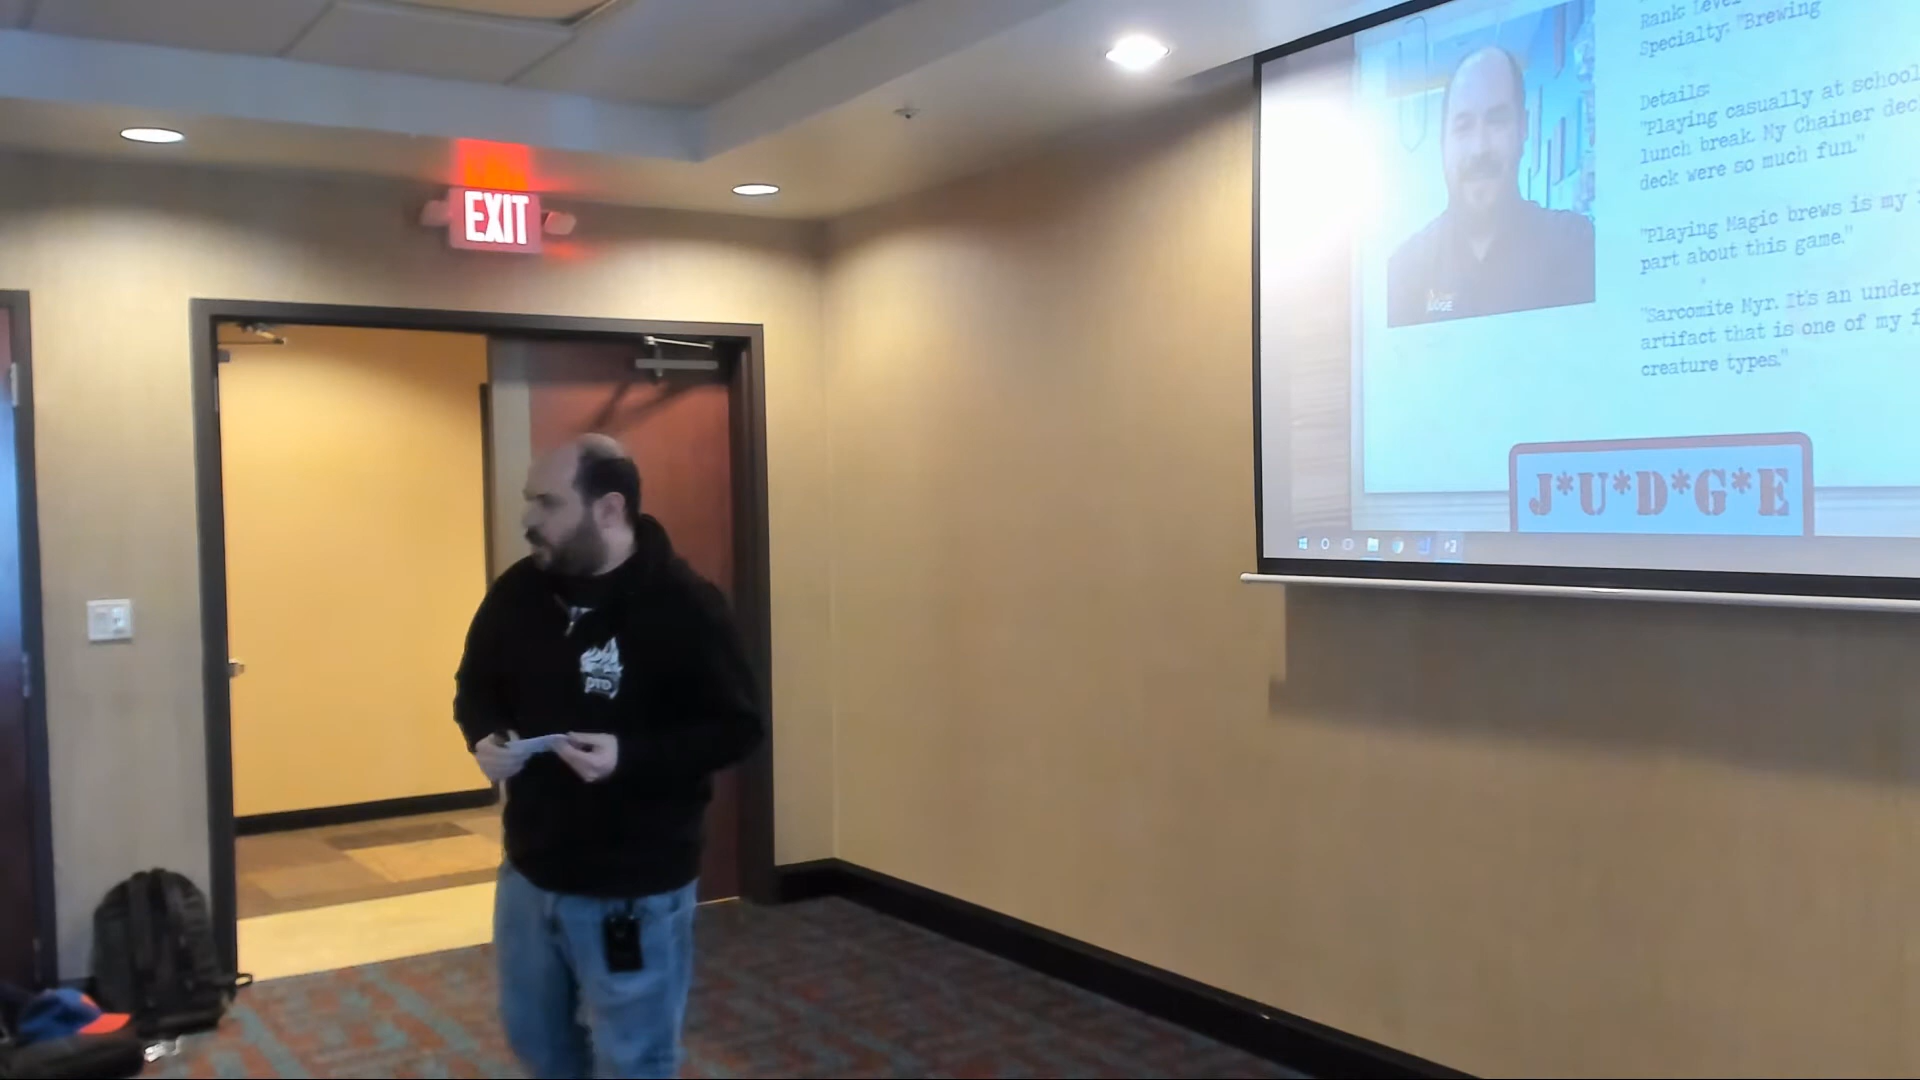 EXIT
pro
Rank: Level
Specialty: "Brewing
Details:
"Playing casually at school
lunch break. My Chainer dec
deck were so much fun."
"Playing Magic brews is my
part about this game."
"Sarcomite Myr. It's an under
artifact that is one of my f
creature types."
JUDGE
J*U*D*G*E